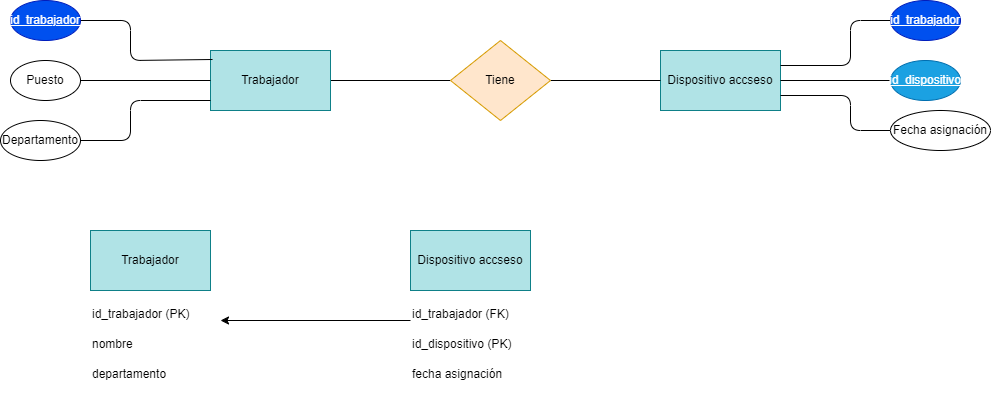 id_trabajador
Puesto
Departamento
Trabajador
Tiene
Dispositivo accseso
id_trabajador
id_dispositivo
Fecha asignación
Trabajador
id_trabajador (PK)
nombre
departamento
Dispositivo accseso
id_trabajador (FK)
id_dispositivo (PK)
fecha asignación